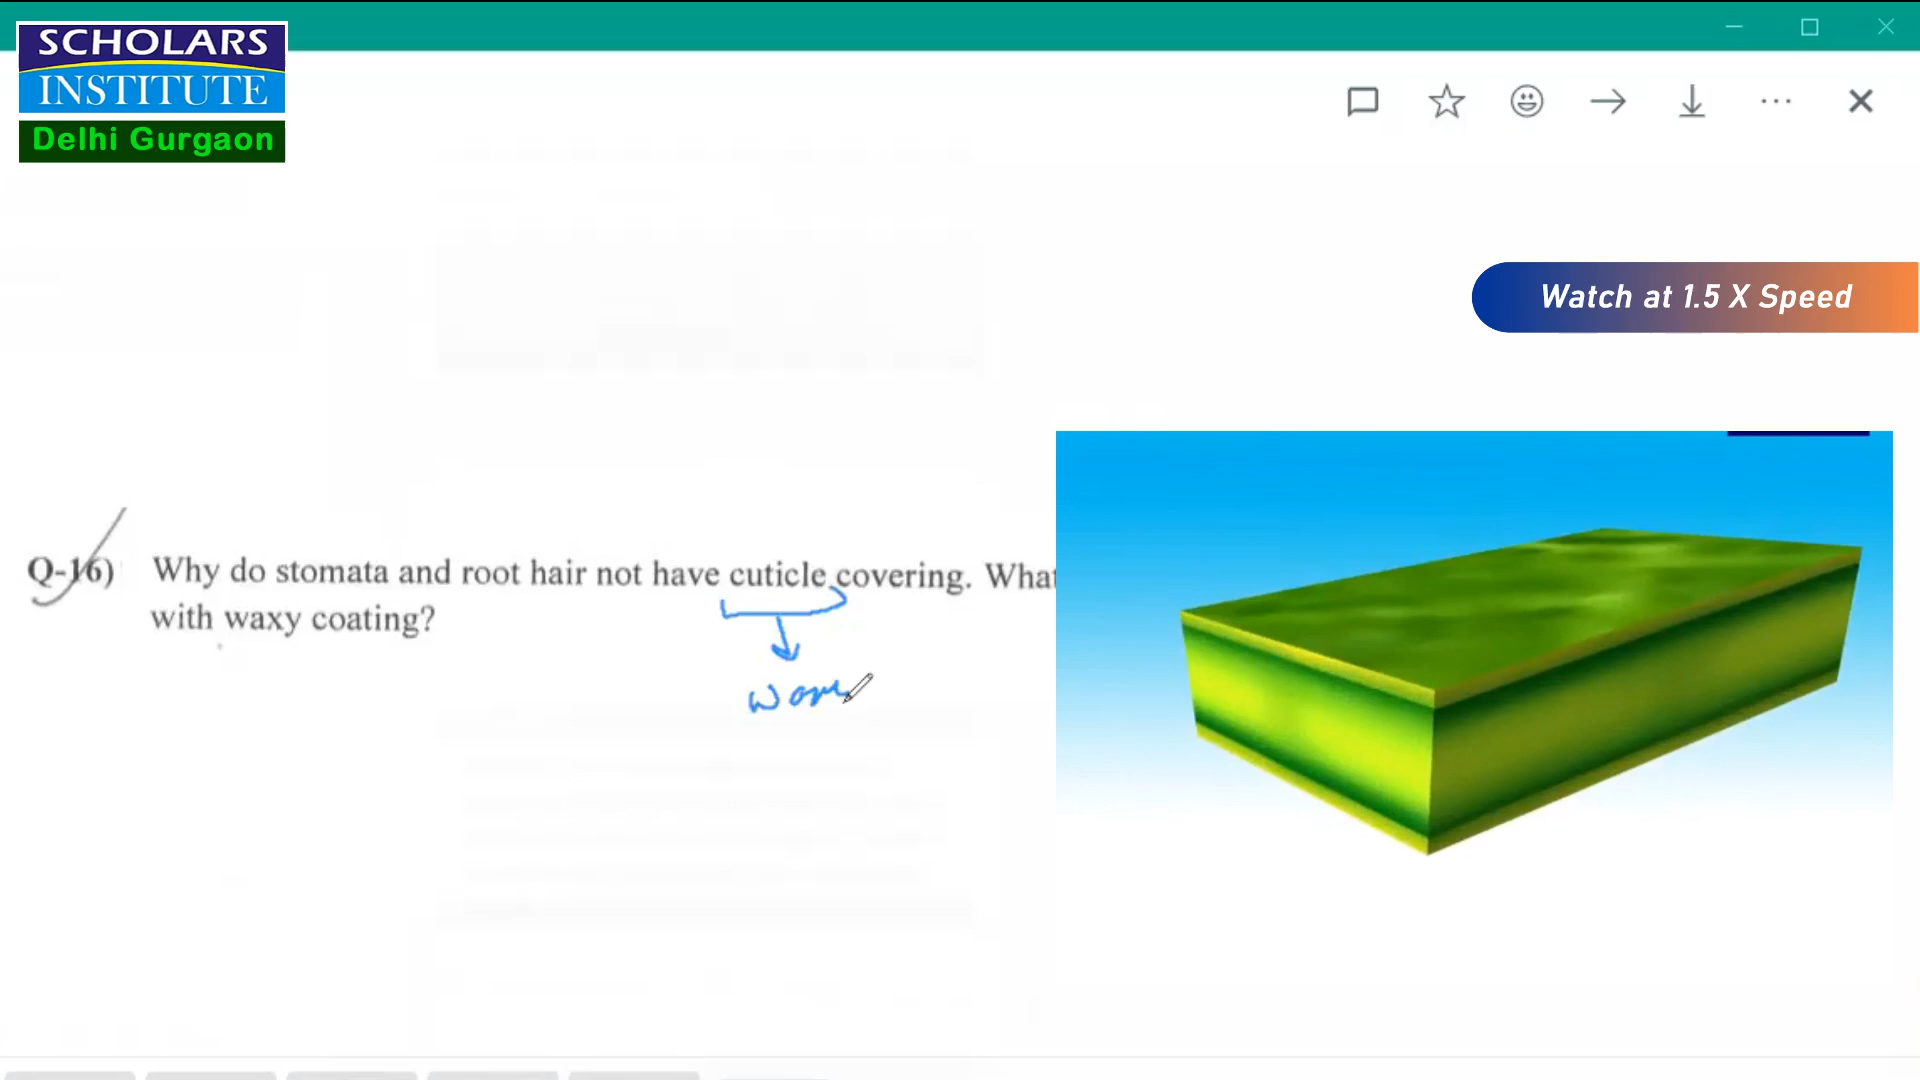 SCHOLARS
INSTITUTE
Delhi Gurgaon
Watch at 1.5 X Speed
Q-16) Why do stomata and root hair not have cuticle covering. What
with waxy coating?